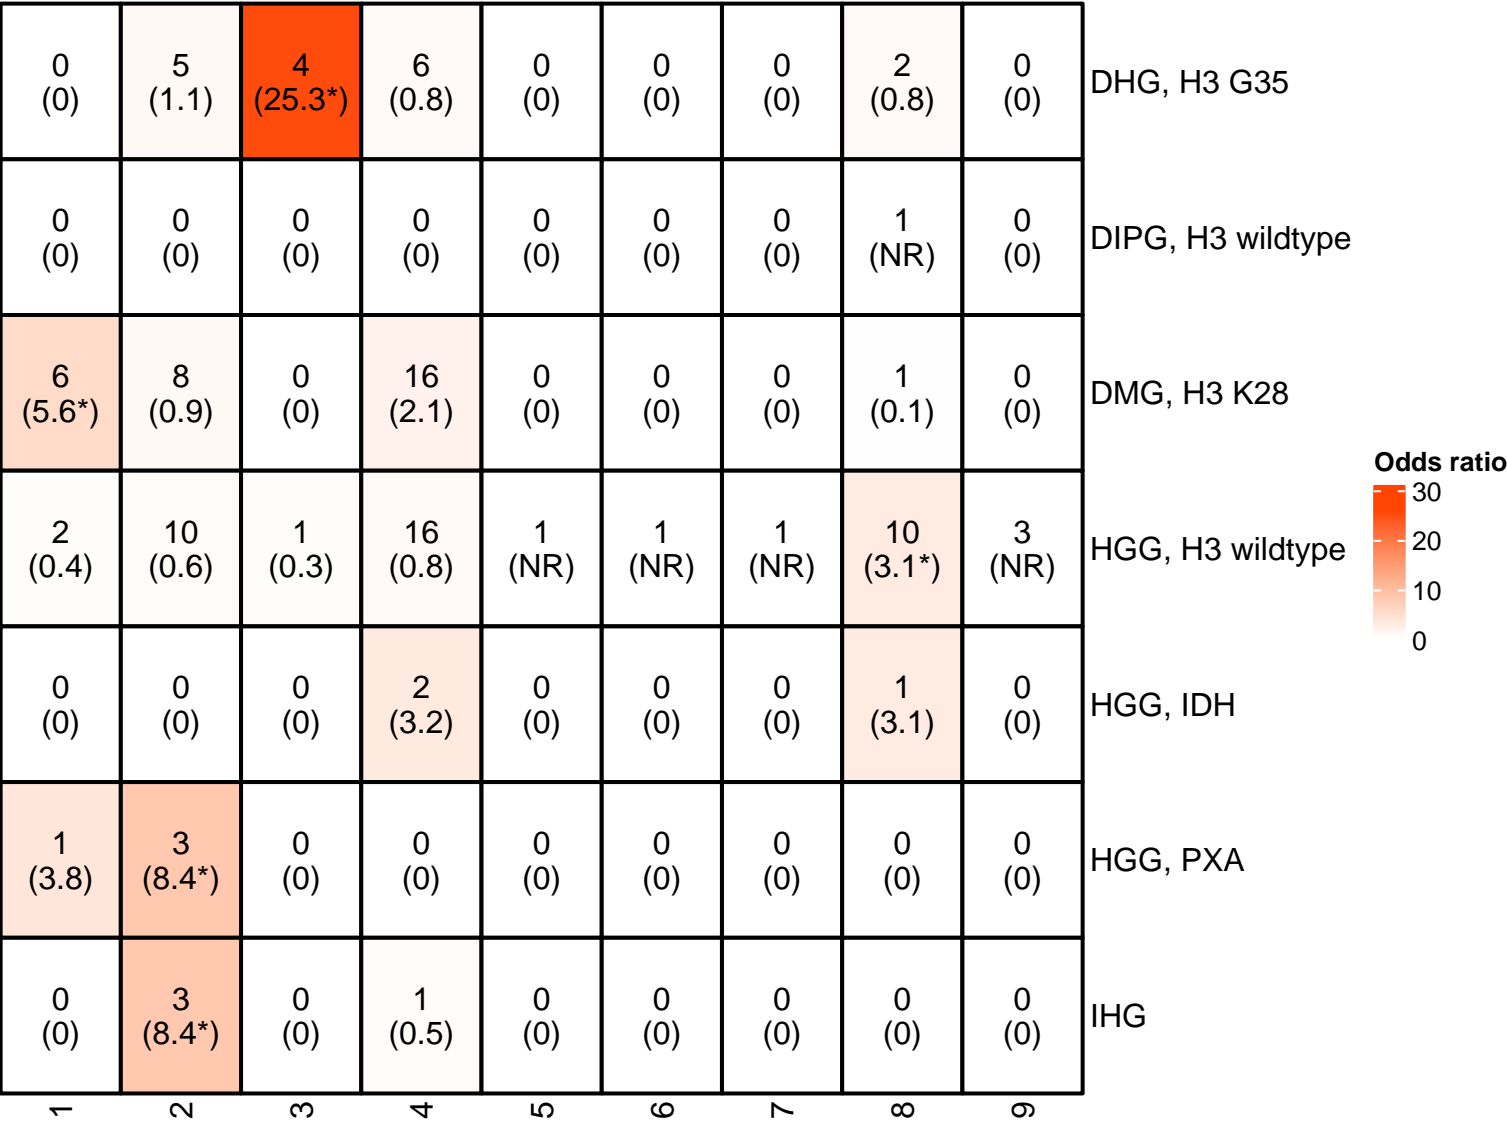 0 5 4 6 0 0 0 2 0
(0) (1.1) (25.3*) (0.8) (0) (0) (0) (0.8) (0)
DHG, H3 G35
0 0 0 0 0 0 0 1 0
(0) (0) (0) (0) (0) (0) (0) (NR) (0)
DIPG, H3 wildtype
6 8 0 16 0 0 0 1 0
(5.6*) (0.9) (0) (2.1) (0) (0) (0) (0.1) (0)
DMG, H3 K28
2 10 1 16 1 1 1 10 3
(0.4) (0.6) (0.3) (0.8) (NR) (NR) (NR) (3.1*) (NR)
HGG, H3 wildtype
0 0 0 2 0 0 0 1 0
(0) (0) (0) (3.2) (0) (0) (0) (3.1) (0)
HGG, IDH
1 3 0 0 0 0 0 0 0
(3.8) (8.4*) (0) (0) (0) (0) (0) (0) (0)
HGG, PXA
0 3 0 1 0 0 0 0 0
(0) (8.4*) (0) (0.5) (0) (0) (0) (0) (0)
IHG
1 2 3 4 5 6 7 8 9
Odds ratio
30
20
10
0